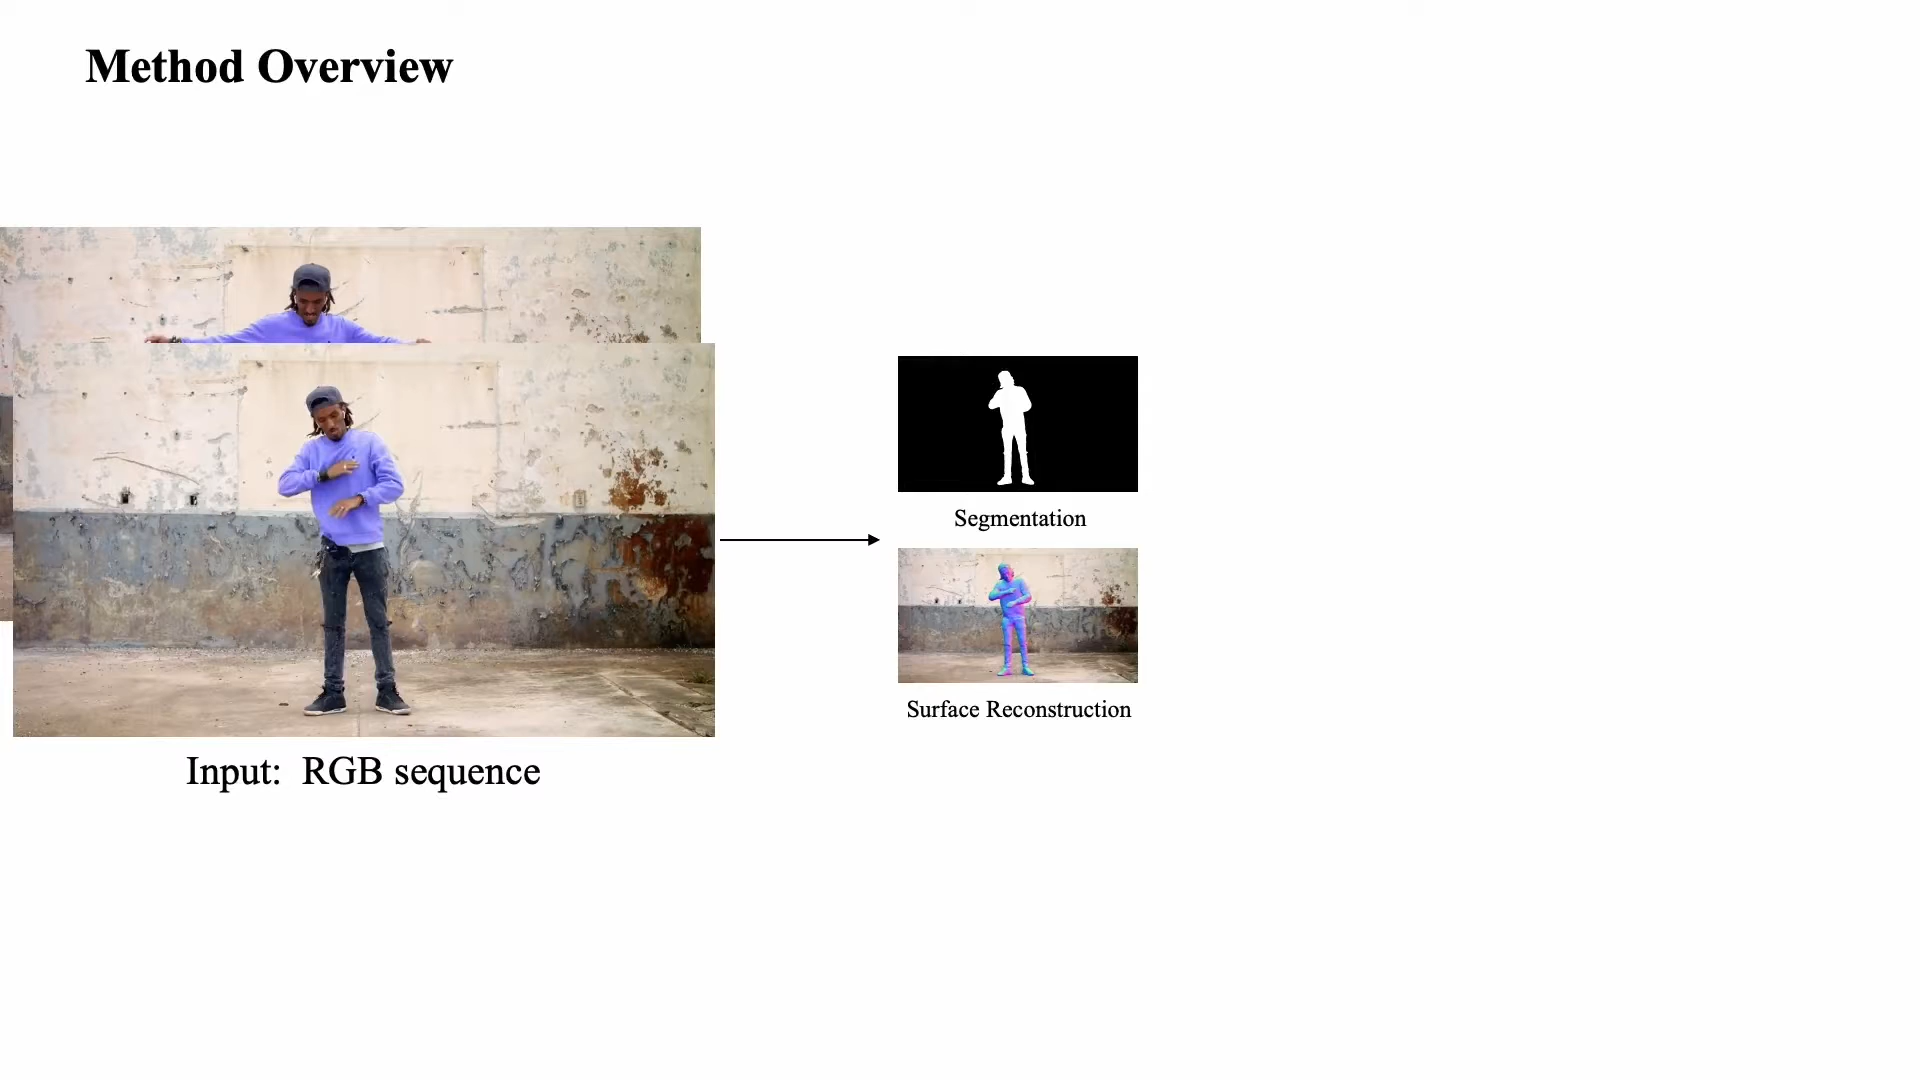 Method Overview
Segmentation
Surface Reconstruction
Input: RGB sequence